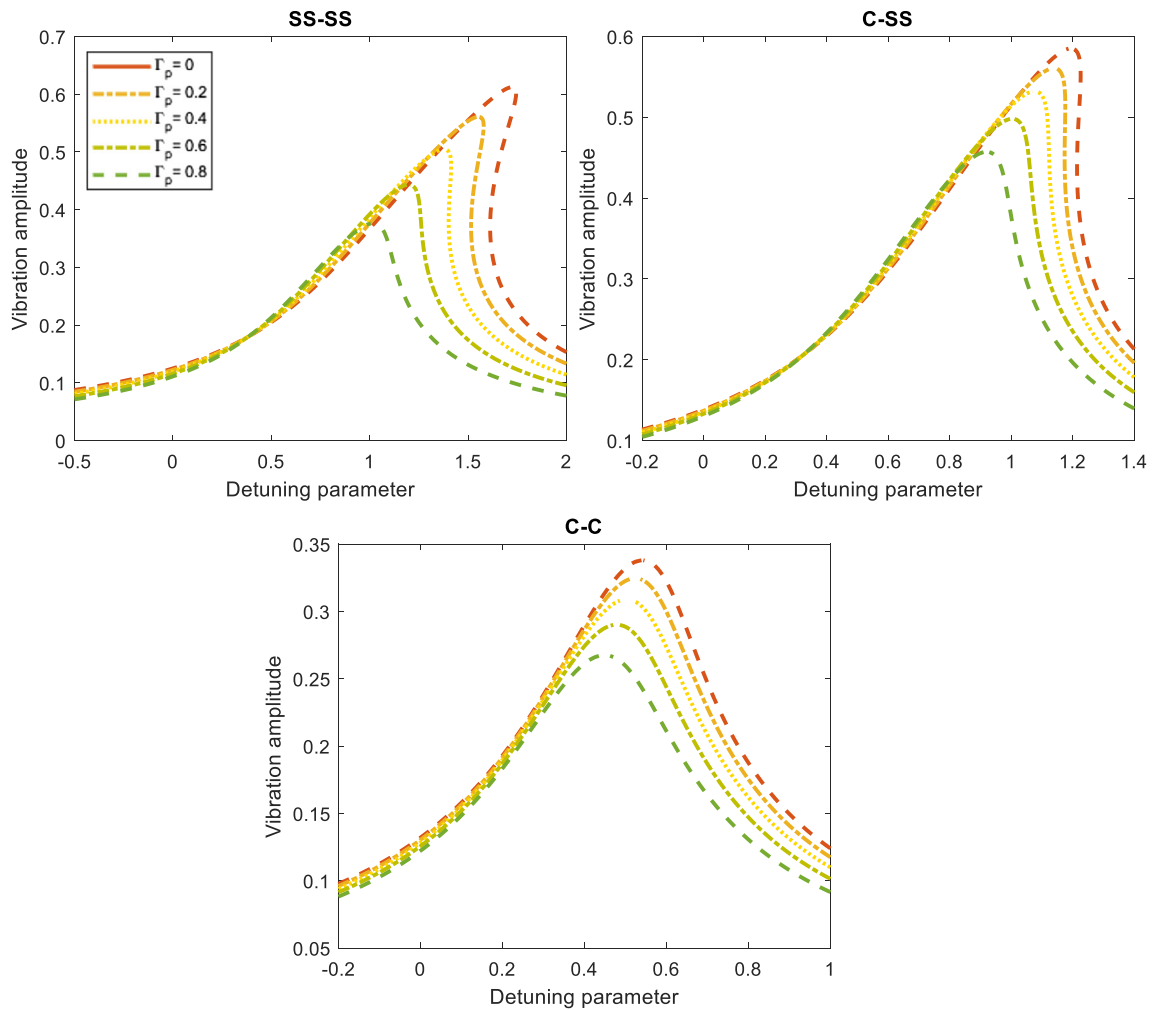 SS-SS
Vibration amplitude
0.7
0.6
0.5
0.4
0.3
0.2
0.1
0
Γp = 0
Γp = 0.2
Γp = 0.4
Γp = 0.6
Γp = 0.8
-0.5 0 0.5 1 1.5 2
Detuning parameter
C-SS
Vibration amplitude
0.6
0.5
0.4
0.3
0.2
0.1
-0.2 0 0.2 0.4 0.6 0.8 1 1.2 1.4
Detuning parameter
C-C
Vibration amplitude
0.35
0.3
0.25
0.2
0.15
0.1
0.05
-0.2 0 0.2 0.4 0.6 0.8 1
Detuning parameter